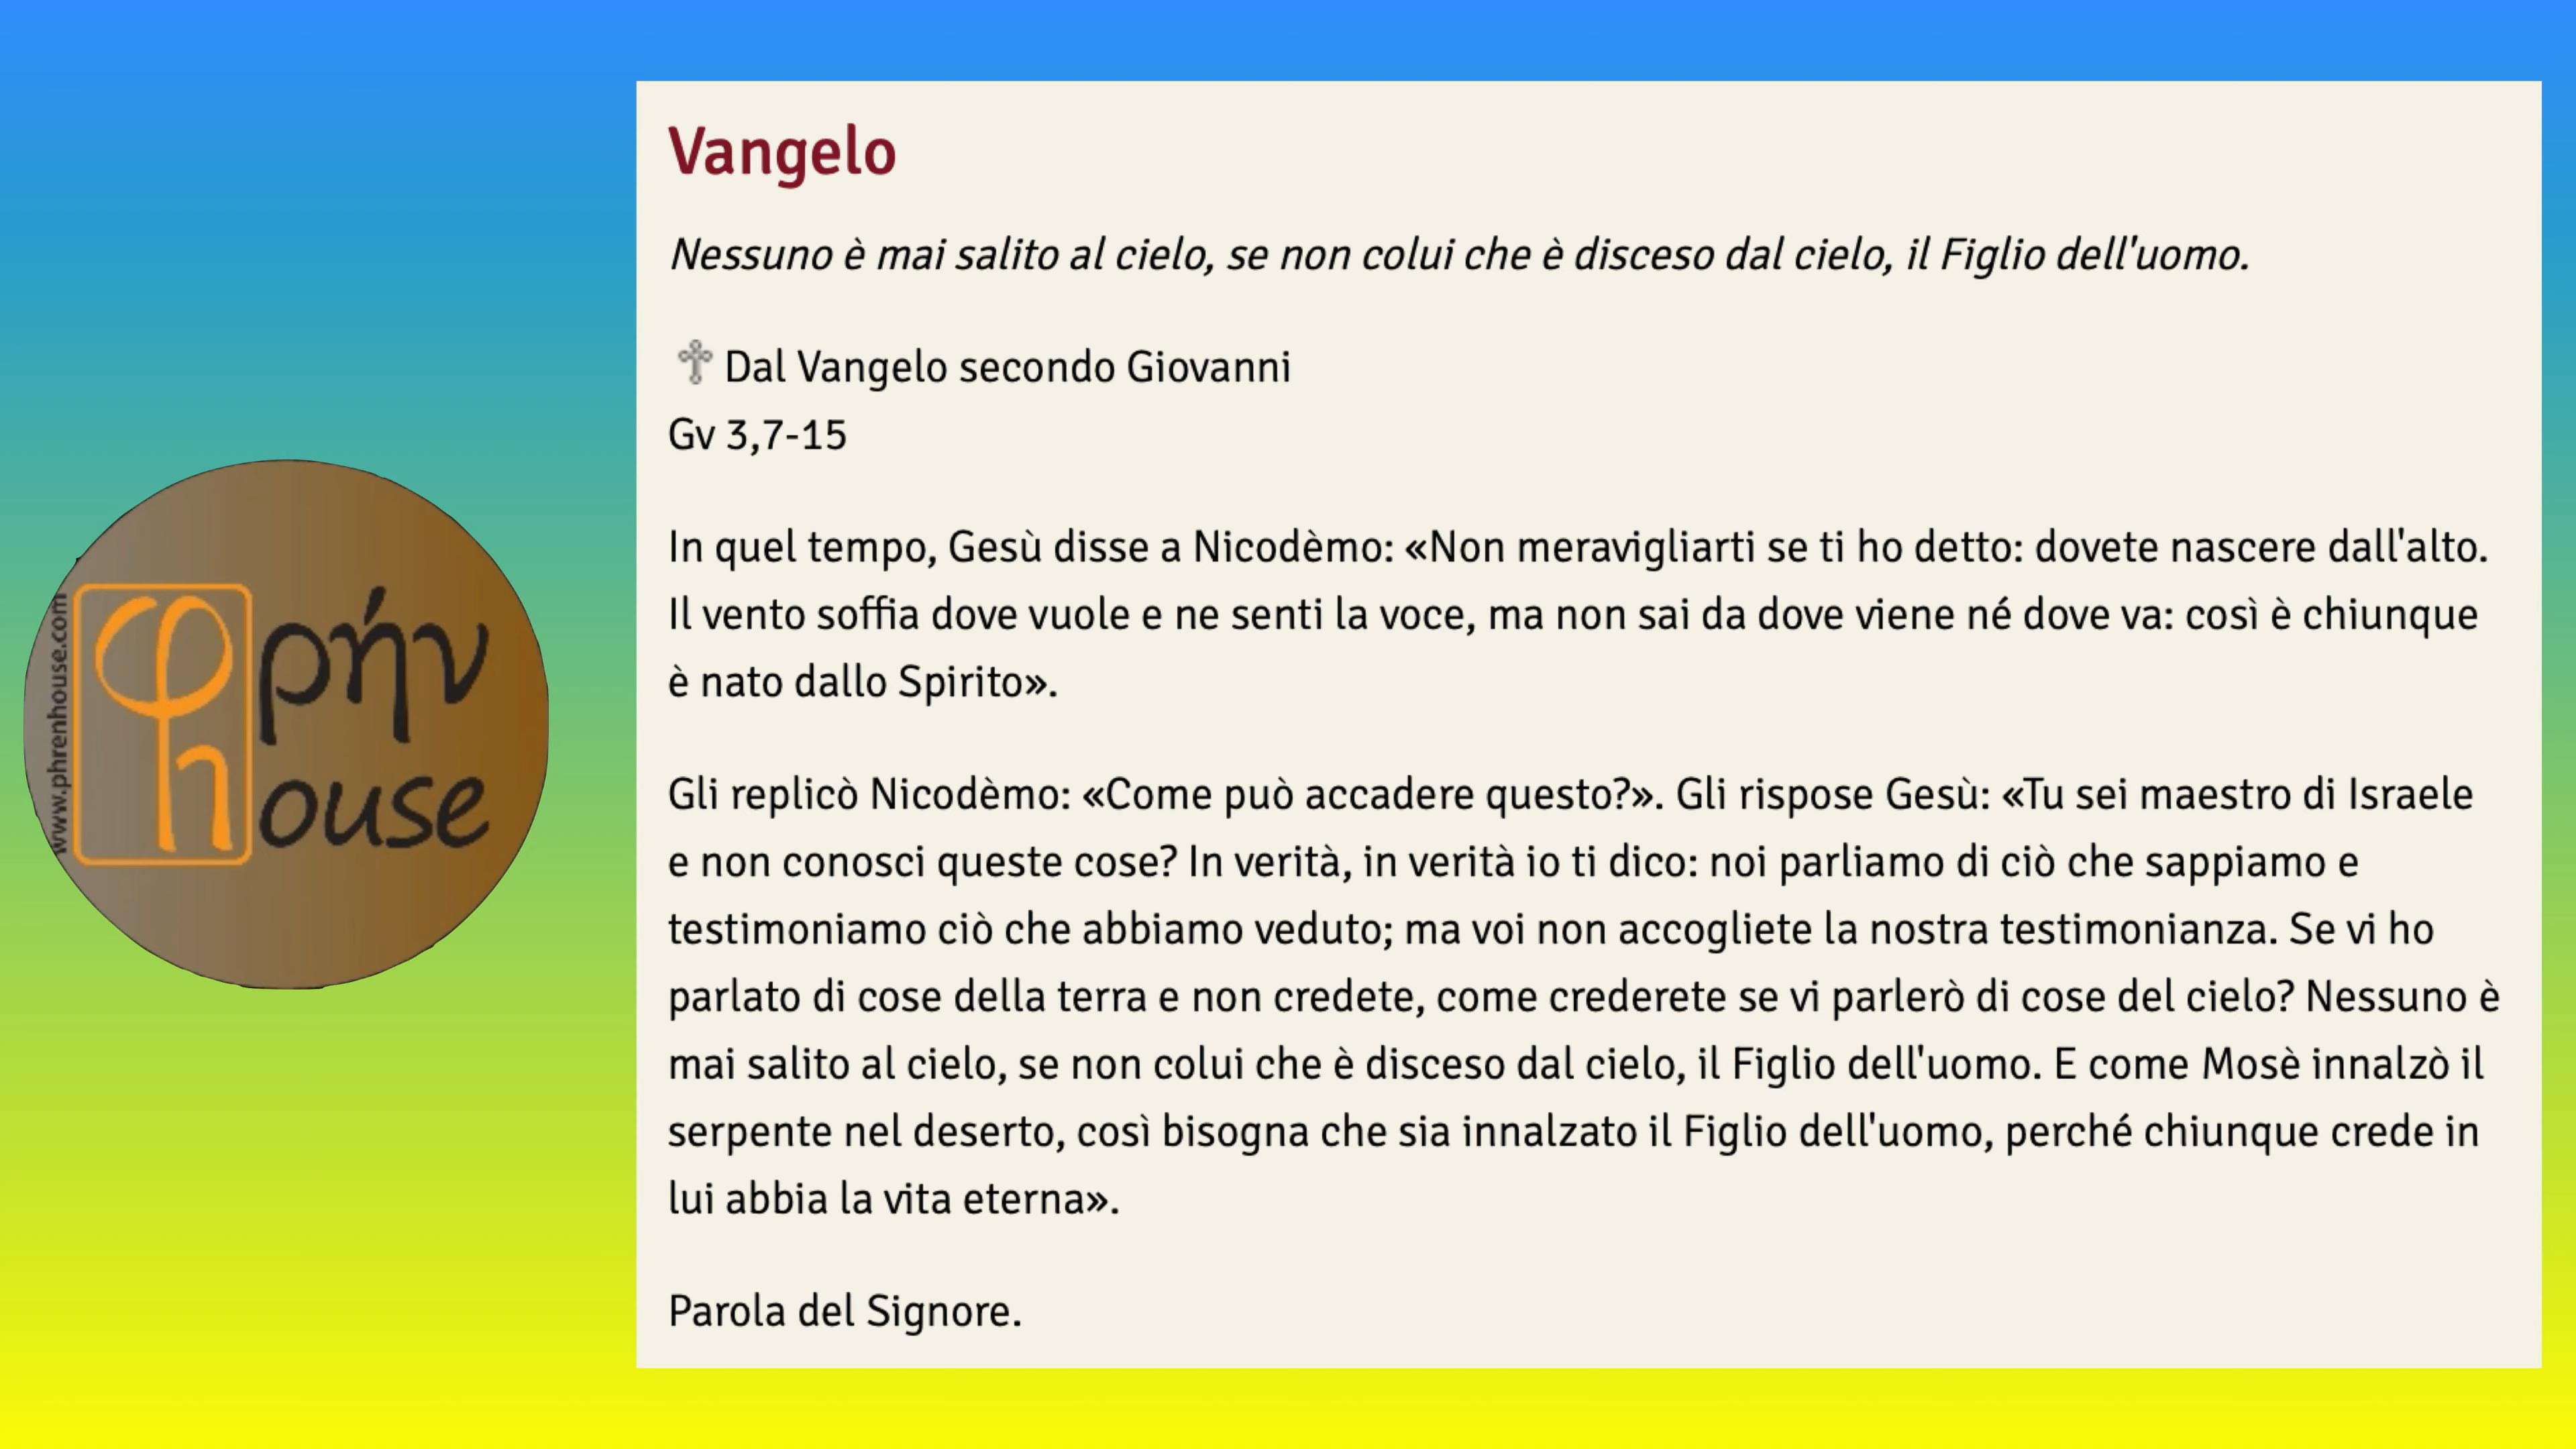 www.phrenhouse.com
φρήν
house
Vangelo
Nessuno è mai salito al cielo, se non colui che è disceso dal cielo, il Figlio dell'uomo.
Dal Vangelo secondo Giovanni
Gv 3,7-15
In quel tempo, Gesù disse a Nicodèmo: «Non meravigliarti se ti ho detto: dovete nascere dall'alto.
Il vento soffia dove vuole e ne senti la voce, ma non sai da dove viene né dove va: così è chiunque
è nato dallo Spirito».
Gli replicò Nicodèmo: «Come può accadere questo?». Gli rispose Gesù: «Tu sei maestro di Israele
e non conosci queste cose? In verità, in verità io ti dico: noi parliamo di ciò che sappiamo e
testimoniamo ciò che abbiamo veduto; ma voi non accogliete la nostra testimonianza. Se vi ho
parlato di cose della terra e non credete, come crederete se vi parlerò di cose del cielo? Nessuno è
mai salito al cielo, se non colui che è disceso dal cielo, il Figlio dell'uomo. E come Mosè innalzò il
serpente nel deserto, così bisogna che sia innalzato il Figlio dell'uomo, perché chiunque crede in
lui abbia la vita eterna».
Parola del Signore.